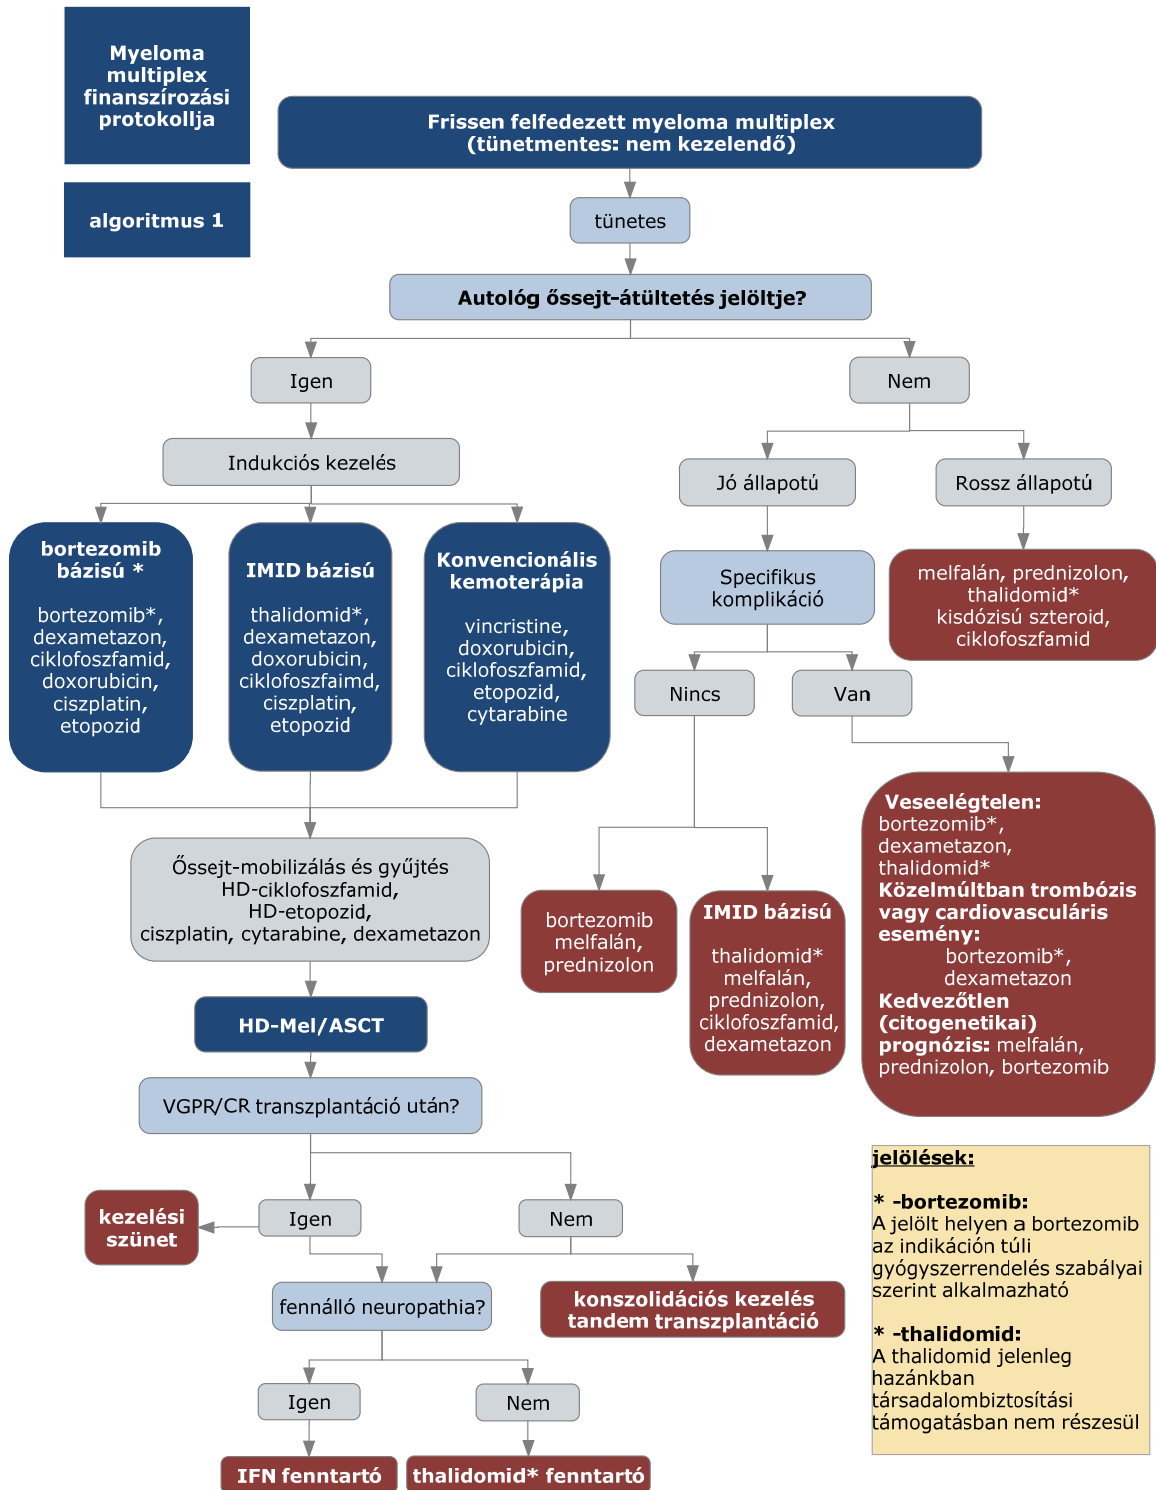 Myeloma
multiplex
finanszírozási
protokollja
algoritmus 1
Frissen felfedezett myeloma multiplex
(tünetmentes: nem kezelendő)
tünetes
Autológ őssejt-átültetés jelöltje?
Igen
Nem
Indukciós kezelés
Jó állapotú
Rossz állapotú
bortezomib
bázisú *
bortezomib*,
dexametazon,
ciklofoszfamid,
doxorubicin,
ciszplatin,
etopozid
IMID bázisú
thalidomid*,
dexametazon,
doxorubicin,
ciklofoszfaimd,
ciszplatin,
etopozid
Konvencionális
kemoterápia
vincristine,
doxorubicin,
ciklofoszfamid,
etopozid,
cytarabine
Specifikus
komplikáció
melfalán, prednizolon,
thalidomid*
kisdózisú szteroid,
ciklofoszfamid
Nincs
Van
Őssejt-mobilizálás és gyűjtés
HD-ciklofoszfamid,
HD-etopozid,
ciszplatin, cytarabine, dexametazon
bortezomib
melfalán,
prednizolon
IMID bázisú
thalidomid*
melfalán,
prednizolon,
ciklofoszfamid,
dexametazon
Veseelégtelen:
bortezomib*,
dexametazon,
thalidomid*
Közelmúltban trombózis
vagy cardiovasculáris
esemény:
bortezomib*,
dexametazon
Kedvezőtlen
(citogenetikai)
prognózis: melfalán,
prednizolon, bortezomib
HD-Mel/ASCT
VGPR/CR transzplantáció után?
kezelési
szünet
Igen
Nem
fennálló neuropathia?
konszolidációs kezelés
tandem transzplantáció
Igen
Nem
IFN fenntartó
thalidomid* fenntartó
jelölések:
* -bortezomib:
A jelölt helyen a bortezomib
az indikáción túli
gyógyszerrendelés szabályai
szerint alkalmazható
* -thalidomid:
A thalidomid jelenleg
hazánkban
társadalombiztosítási
támogatásban nem részesül